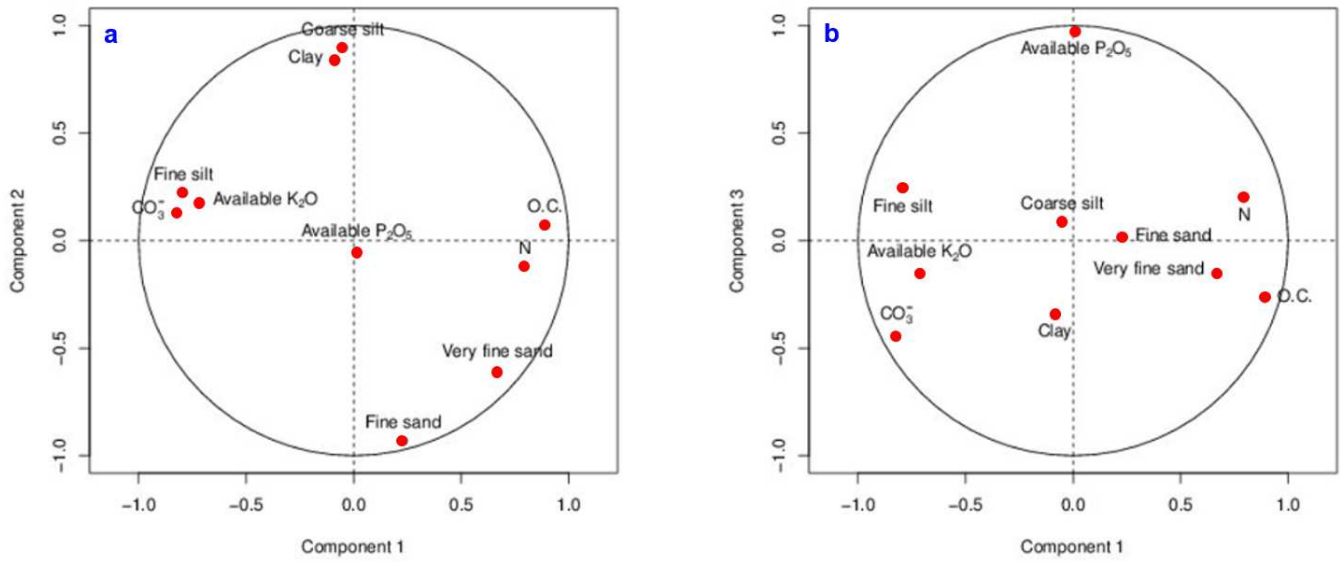 a
1.0
0.5
0.0
−0.5
−1.0
Component 2
Coarse silt
Clay
Fine silt
Available K₂O
CO₃⁻
Available P₂O₅
O.C.
N
Very fine sand
Fine sand
−1.0 −0.5 0.0 0.5 1.0
Component 1
b
1.0
0.5
0.0
−0.5
−1.0
Component 3
Available P₂O₅
Fine silt
Coarse silt
N
Fine sand
Available K₂O
Very fine sand
O.C.
CO₃⁻
Clay
−1.0 −0.5 0.0 0.5 1.0
Component 1